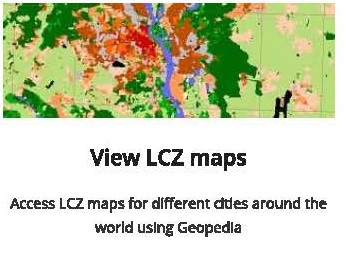 View LCZ maps
Access LCZ maps for different cities around the
world using Geopedia